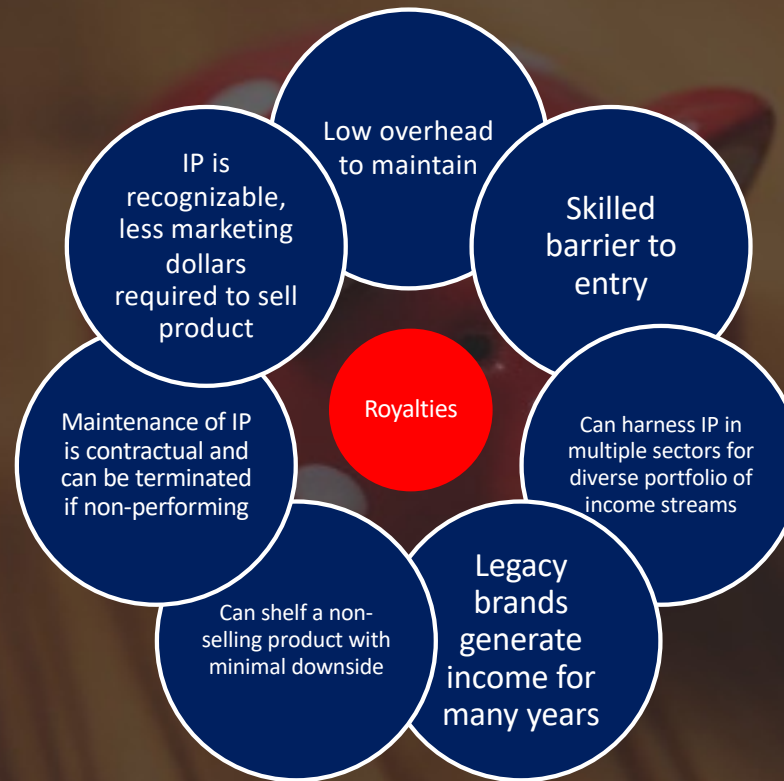 Low overhead
to maintain
Skilled
barrier to
entry
Can harness IP in
multiple sectors for
diverse portfolio of
income streams
Legacy
brands
generate
income for
many years
Can shelf a non-
selling product with
minimal downside
Maintenance of IP
is contractual and
can be terminated
if non-performing
IP is
recognizable,
less marketing
dollars
required to sell
product
Royalties